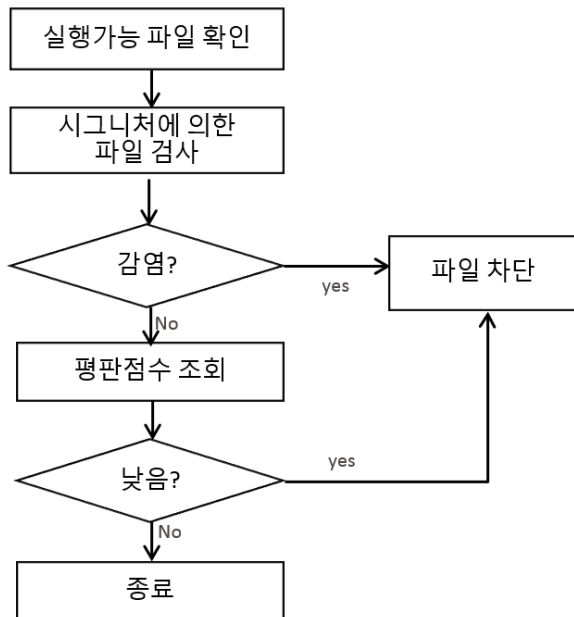 실행가능 파일 확인
시그니처에 의한
파일 검사
감염?
yes
파일 차단
No
평판점수 조회
낮음?
yes
No
종료